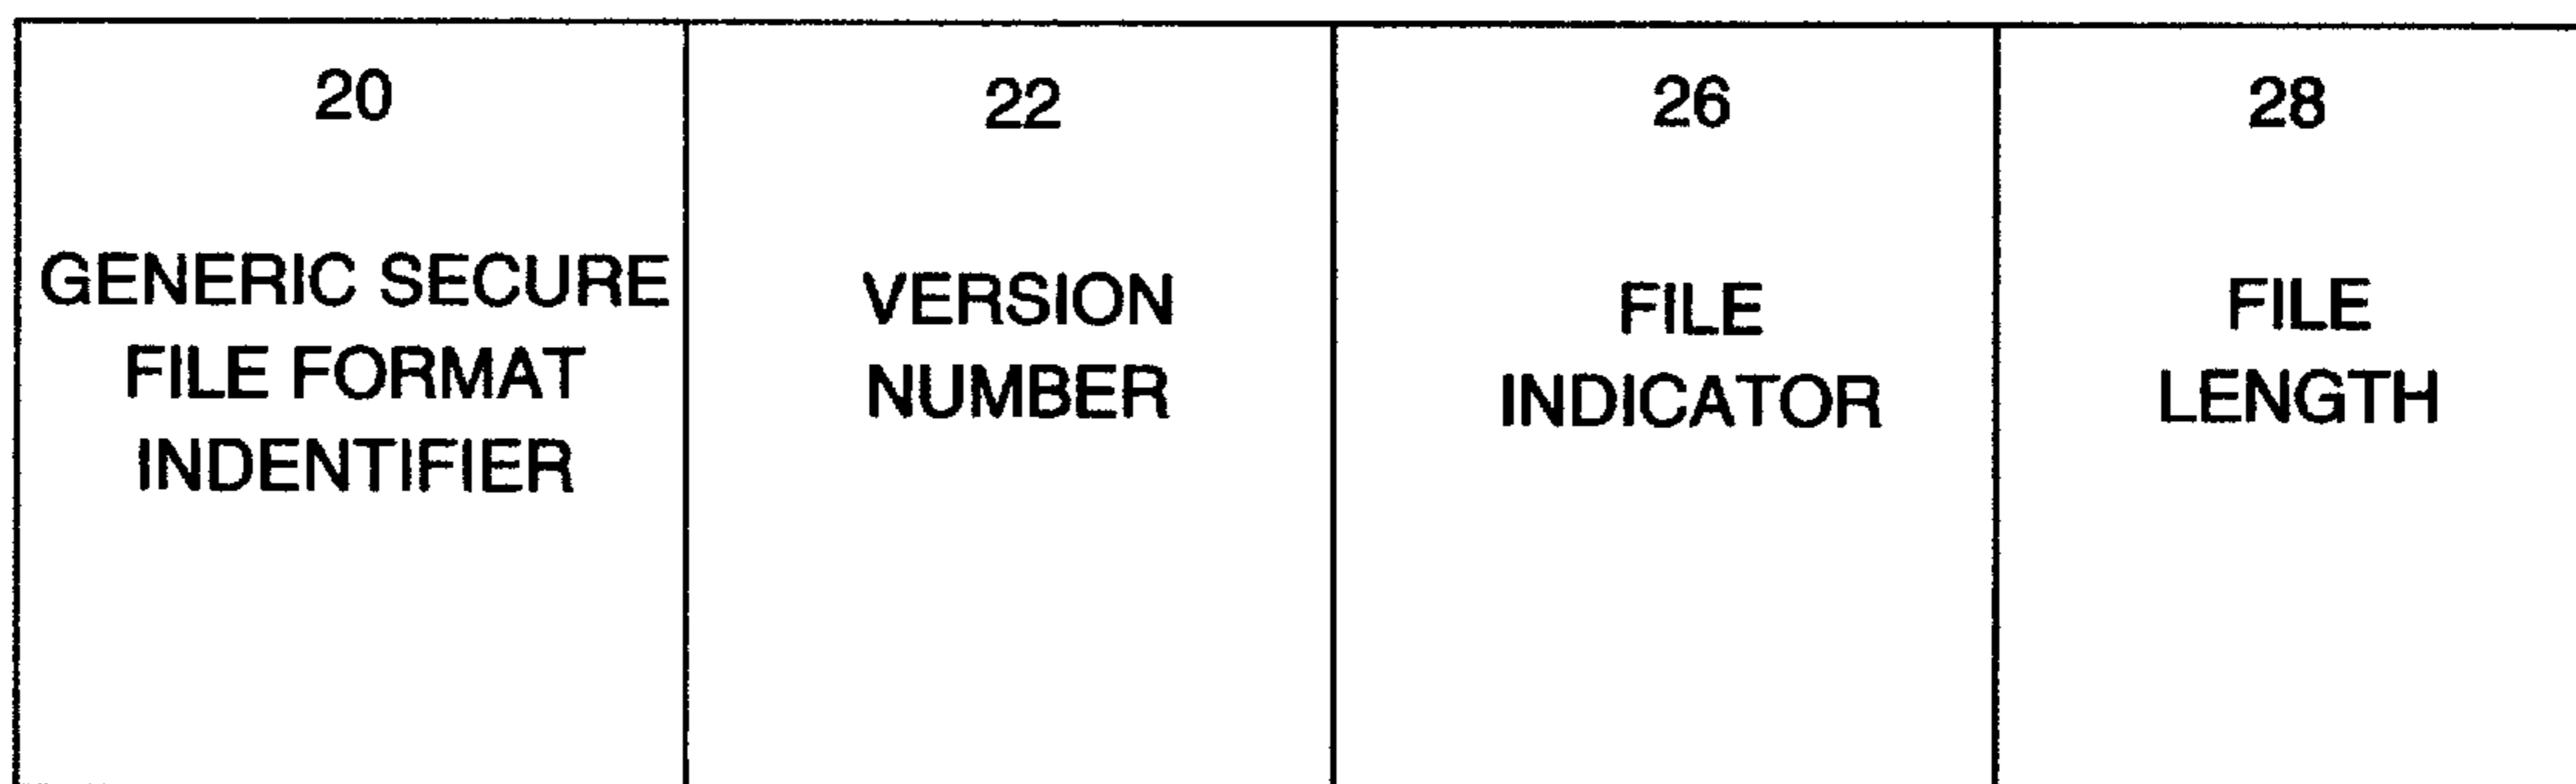 20
GENERIC SECURE
FILE FORMAT
INDENTIFIER
22
VERSION
NUMBER
26
FILE
INDICATOR
28
FILE
LENGTH